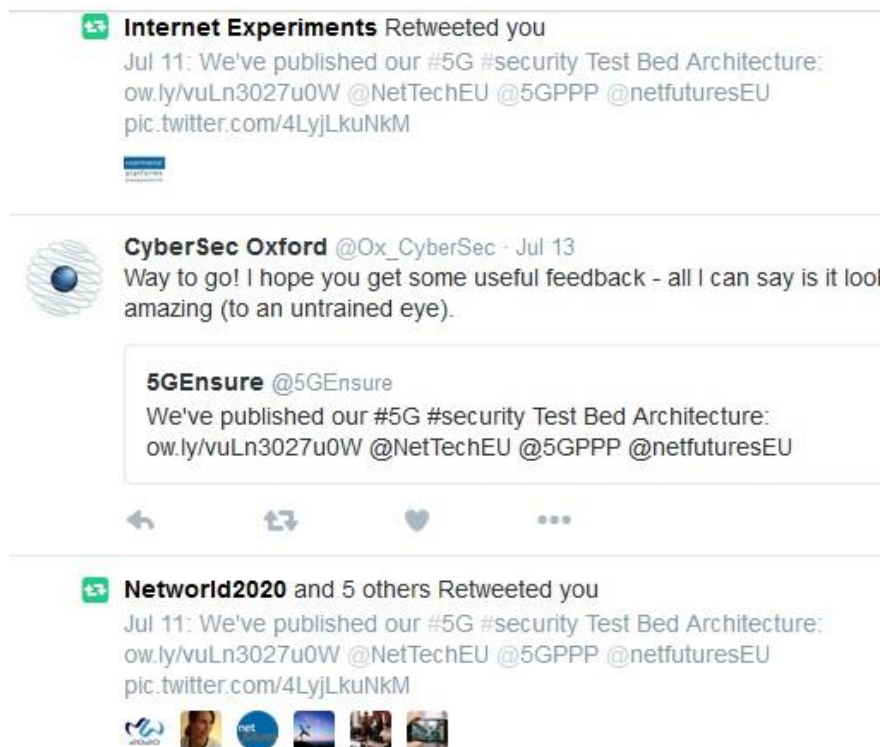 Internet Experiments Retweeted you
Jul 11: We've published our #5G #security Test Bed Architecture:
ow.ly/vuLn3027u0W @NetTechEU @5GPPP @netfuturesEU
pic.twitter.com/4LyjLkuNkM
platforms
CyberSec Oxford @Ox_CyberSec · Jul 13
Way to go! I hope you get some useful feedback - all I can say is it look
amazing (to an untrained eye).
5GEnsure @5GEnsure
We've published our #5G #security Test Bed Architecture:
ow.ly/vuLn3027u0W @NetTechEU @5GPPP @netfuturesEU
Networld2020 and 5 others Retweeted you
Jul 11: We've published our #5G #security Test Bed Architecture:
ow.ly/vuLn3027u0W @NetTechEU @5GPPP @netfuturesEU
pic.twitter.com/4LyjLkuNkM
net